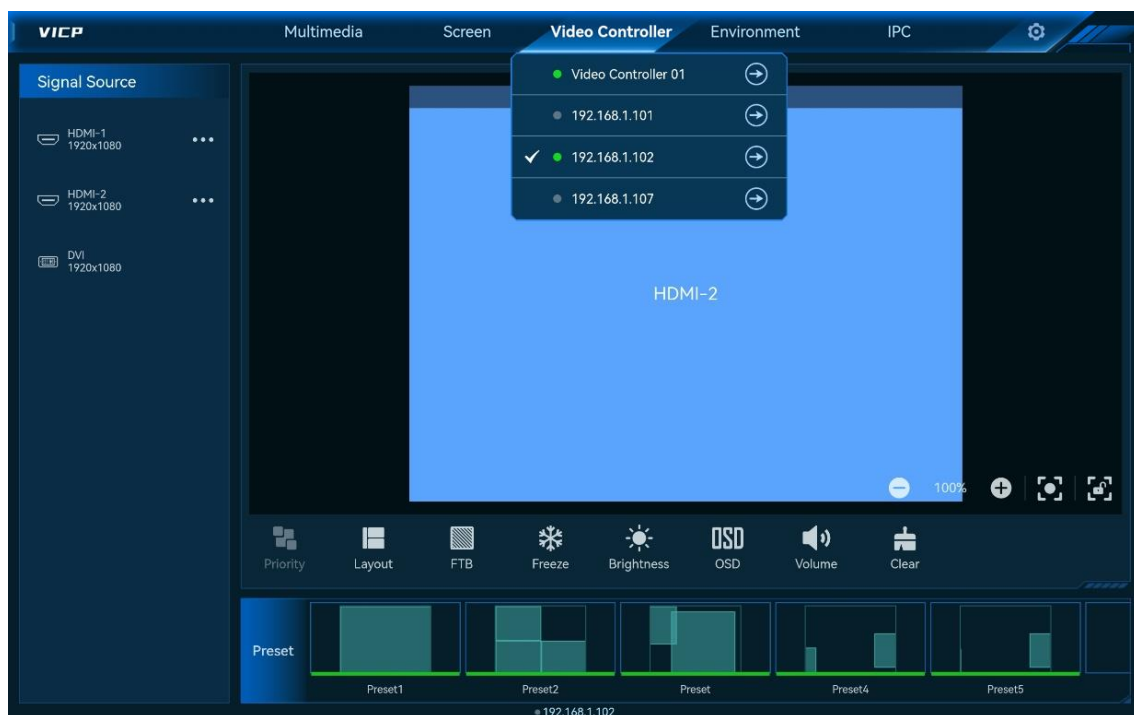 VICP
Multimedia
Screen
Video Controller
Environment
IPC
Signal Source
HDMI-1
1920x1080
HDMI-2
1920x1080
DVI
1920x1080
Video Controller 01
192.168.1.101
192.168.1.102
192.168.1.107
HDMI-2
100%
Priority
Layout
FTB
Freeze
Brightness
OSD
OSD
Volume
Clear
Preset
Preset1
Preset2
Preset
Preset4
Preset5
192.168.1.102